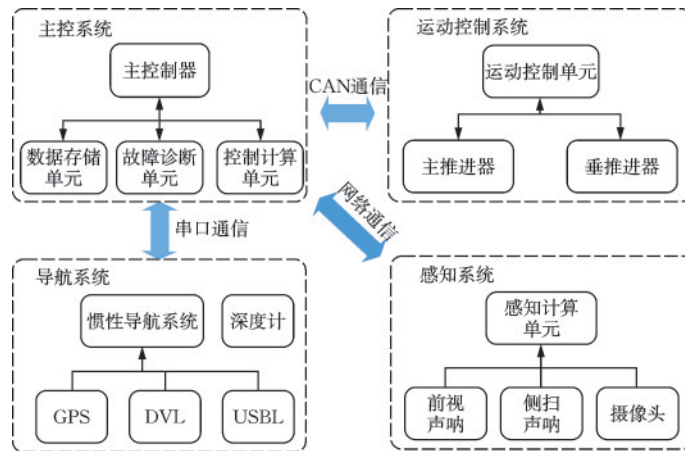 主控系统
主控制器
数据存储
单元
故障诊断
单元
控制计算
单元
CAN通信
运动控制系统
运动控制单元
主推进器
垂推进器
串口通信
网络通信
导航系统
惯性导航系统
深度计
GPS
DVL
USBL
感知系统
感知计算
单元
前视
声呐
侧扫
声呐
摄像头